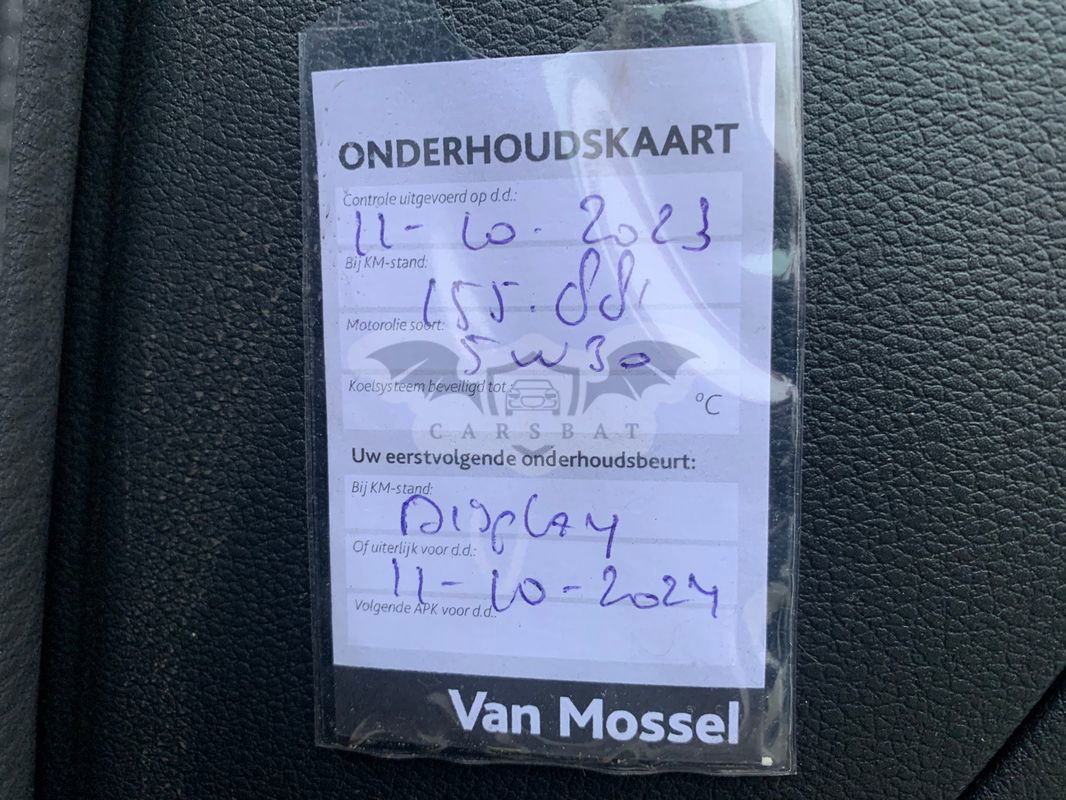 ONDERHOUDSKAART
Controle uitgevoerd op d.d.:
11-10-2023
Bij KM-stand:
155.881
Motorolie soort:
5w30
Koelsysteem beveiligd tot:
°C
CARSBAT
Uw eerstvolgende onderhoudsbeurt:
Bij KM-stand:
Display
Of uiterlijk voor d.d.:
11-10-2024
Volgende APK voor d.d.:
Van Mossel